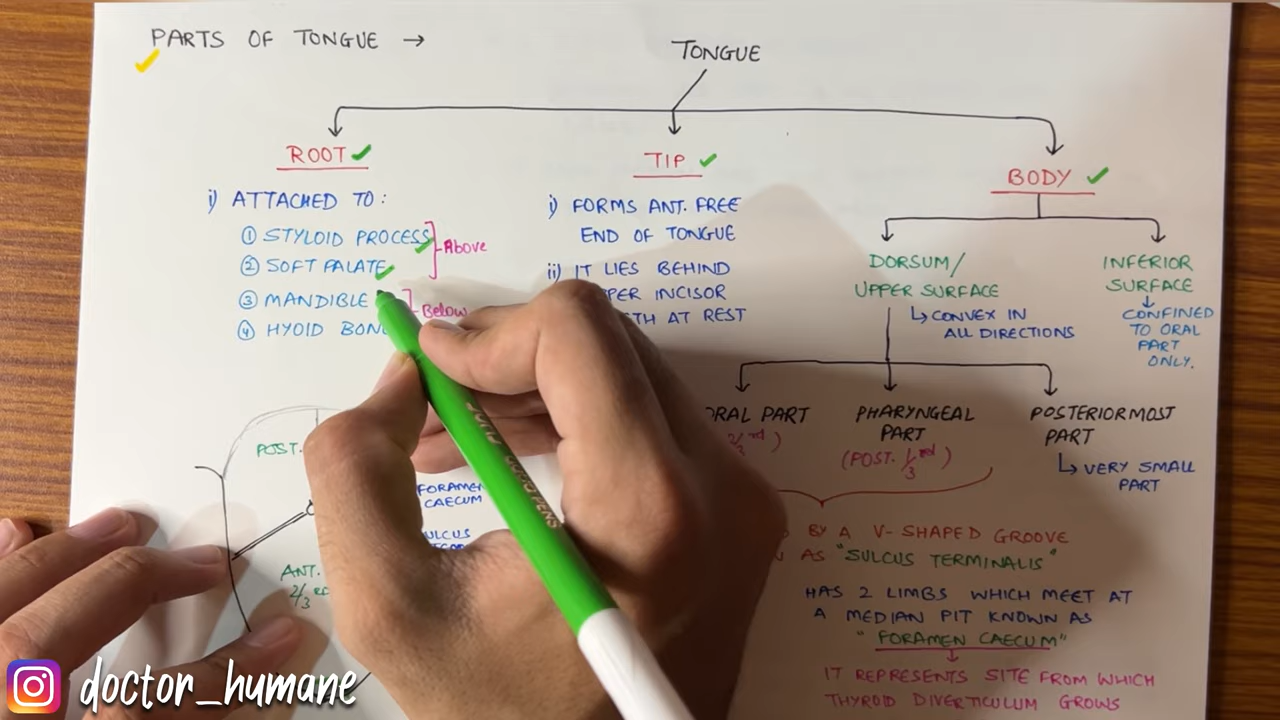 PARTS OF TONGUE →
TONGUE
ROOT
i) ATTACHED TO:
① STYLOID PROCESS
② SOFT PALATE
Above
③ MANDIBLE
④ HYOID
Below
TIP
i) FORMS ANT. FREE
END OF TONGUE
ii) IT LIES BEHIND
INCISOR
AT REST
BODY
DORSUM/
UPPER SURFACE
↳ CONVEX IN
ALL DIRECTIONS
INFERIOR
SURFACE
CONFINED
TO ORAL
PART
ONLY.
ORAL PART
PHARYNGEAL
PART
(POST. 1/3 rd)
POSTERIORMOST
PART
↳ VERY SMALL
PART
BY A V-SHAPED GROOVE
AS "SULCUS TERMINALIS"
HAS 2 LIMBS WHICH MEET AT
A MEDIAN PIT KNOWN AS
"FORAMEN CAECUM"
IT REPRESENTS SITE FROM WHICH
THYROID DIVERTICULUM GROWS
POST.
FORAMEN
CAECUM
ANT.
2/3
doctor_humane